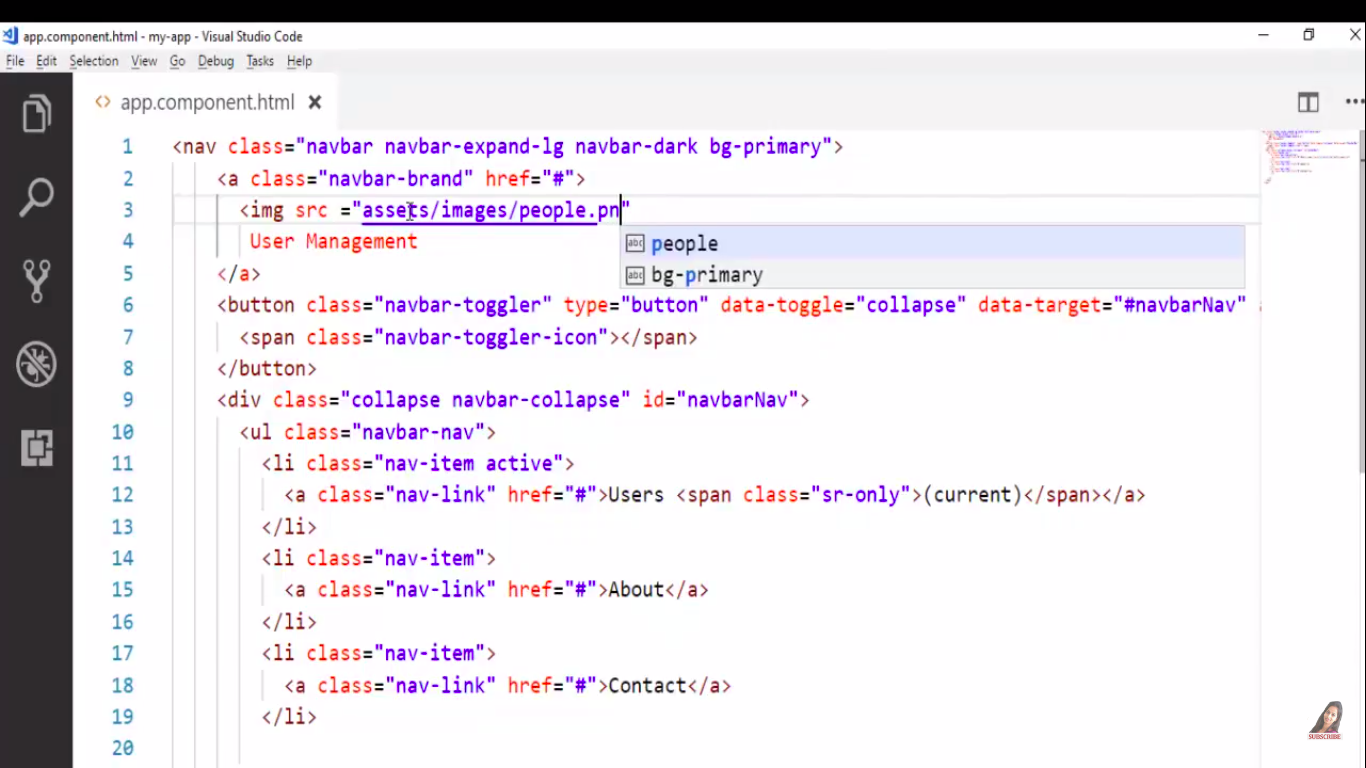 app.component.html - my-app - Visual Studio Code
File Edit Selection View Go Debug Tasks Help
app.component.html
1 <nav class="navbar navbar-expand-lg navbar-dark bg-primary">
2 <a class="navbar-brand" href="#">
3 <img src ="assets/images/people.pn"
people
4 User Management
bg-primary
5 </a>
6 <button class="navbar-toggler" type="button" data-toggle="collapse" data-target="#navbarNav"
7 <span class="navbar-toggler-icon"></span>
8 </button>
9 <div class="collapse navbar-collapse" id="navbarNav">
10 <ul class="navbar-nav">
11 <li class="nav-item active">
12 <a class="nav-link" href="#">Users <span class="sr-only">(current)</span></a>
13 </li>
14 <li class="nav-item">
15 <a class="nav-link" href="#">About</a>
16 </li>
17 <li class="nav-item">
18 <a class="nav-link" href="#">Contact</a>
19 </li>
20
SUBSCRIBE